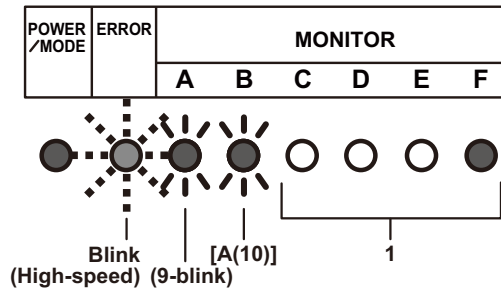 POWER
/MODE
ERROR
MONITOR
A B C D E F
Blink
(High-speed)
(9-blink)
[A(10)]
1